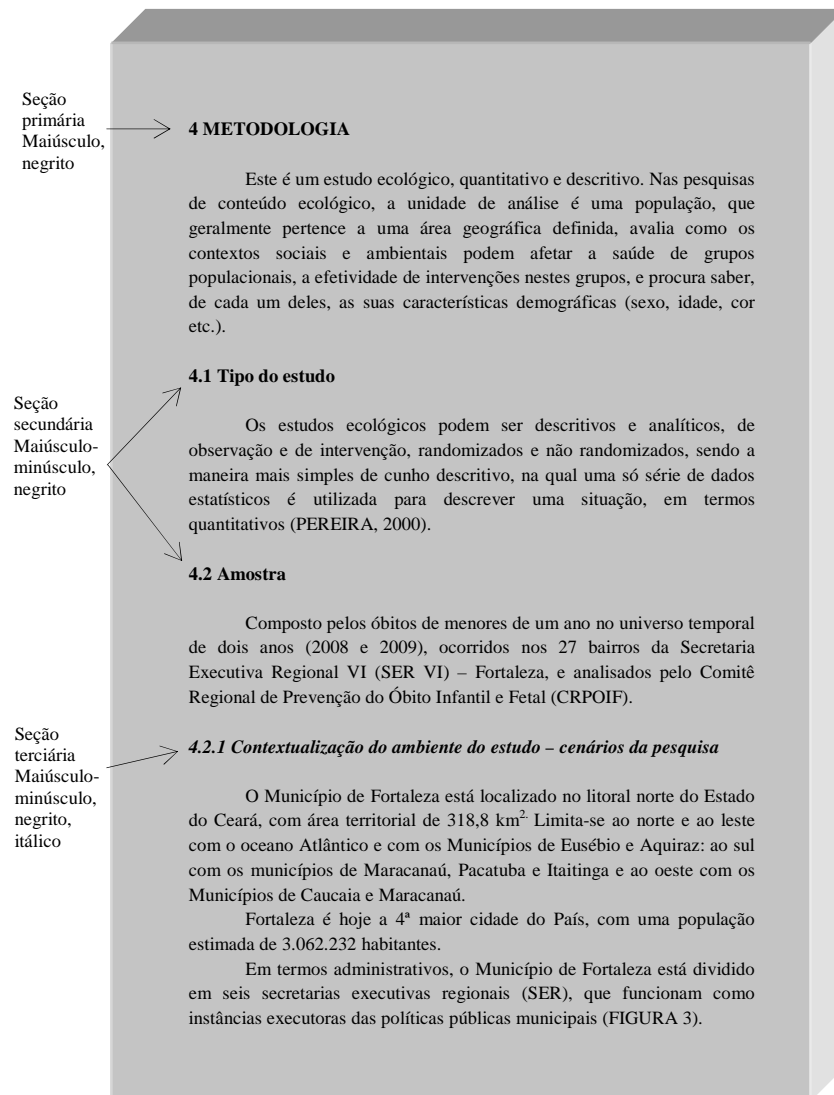 Seção
primária
Maiúsculo,
negrito
4 METODOLOGIA
Este é um estudo ecológico, quantitativo e descritivo. Nas pesquisas
de conteúdo ecológico, a unidade de análise é uma população, que
geralmente pertence a uma área geográfica definida, avalia como os
contextos sociais e ambientais podem afetar a saúde de grupos
populacionais, a efetividade de intervenções nestes grupos, e procura saber,
de cada um deles, as suas características demográficas (sexo, idade, cor
etc.).
Seção
secundária
Maiúsculo-
minúsculo,
negrito
4.1 Tipo do estudo
Os estudos ecológicos podem ser descritivos e analíticos, de
observação e de intervenção, randomizados e não randomizados, sendo a
maneira mais simples de cunho descritivo, na qual uma só série de dados
estatísticos é utilizada para descrever uma situação, em termos
quantitativos (PEREIRA, 2000).
4.2 Amostra
Composto pelos óbitos de menores de um ano no universo temporal
de dois anos (2008 e 2009), ocorridos nos 27 bairros da Secretaria
Executiva Regional VI (SER VI) – Fortaleza, e analisados pelo Comitê
Regional de Prevenção do Óbito Infantil e Fetal (CRPOIF).
Seção
terciária
Maiúsculo-
minúsculo,
negrito,
itálico
4.2.1 Contextualização do ambiente do estudo – cenários da pesquisa
O Município de Fortaleza está localizado no litoral norte do Estado
do Ceará, com área territorial de 318,8 km². Limita-se ao norte e ao leste
com o oceano Atlântico e com os Municípios de Eusébio e Aquiraz: ao sul
com os municípios de Maracanaú, Pacatuba e Itaitinga e ao oeste com os
Municípios de Caucaia e Maracanaú.
Fortaleza é hoje a 4ª maior cidade do País, com uma população
estimada de 3.062.232 habitantes.
Em termos administrativos, o Município de Fortaleza está dividido
em seis secretarias executivas regionais (SER), que funcionam como
instâncias executoras das políticas públicas municipais (FIGURA 3).